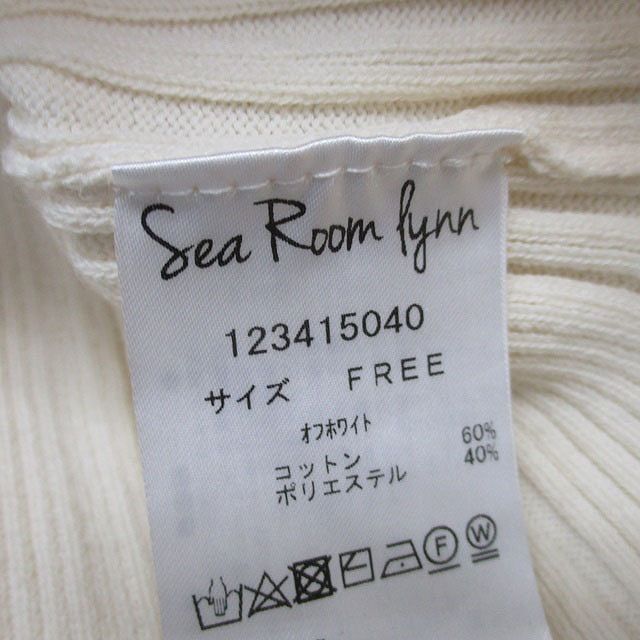 Sea Room lynn
123415040
サイズ FREE
オフホワイト
コットン 60%
ポリエステル 40%
F W